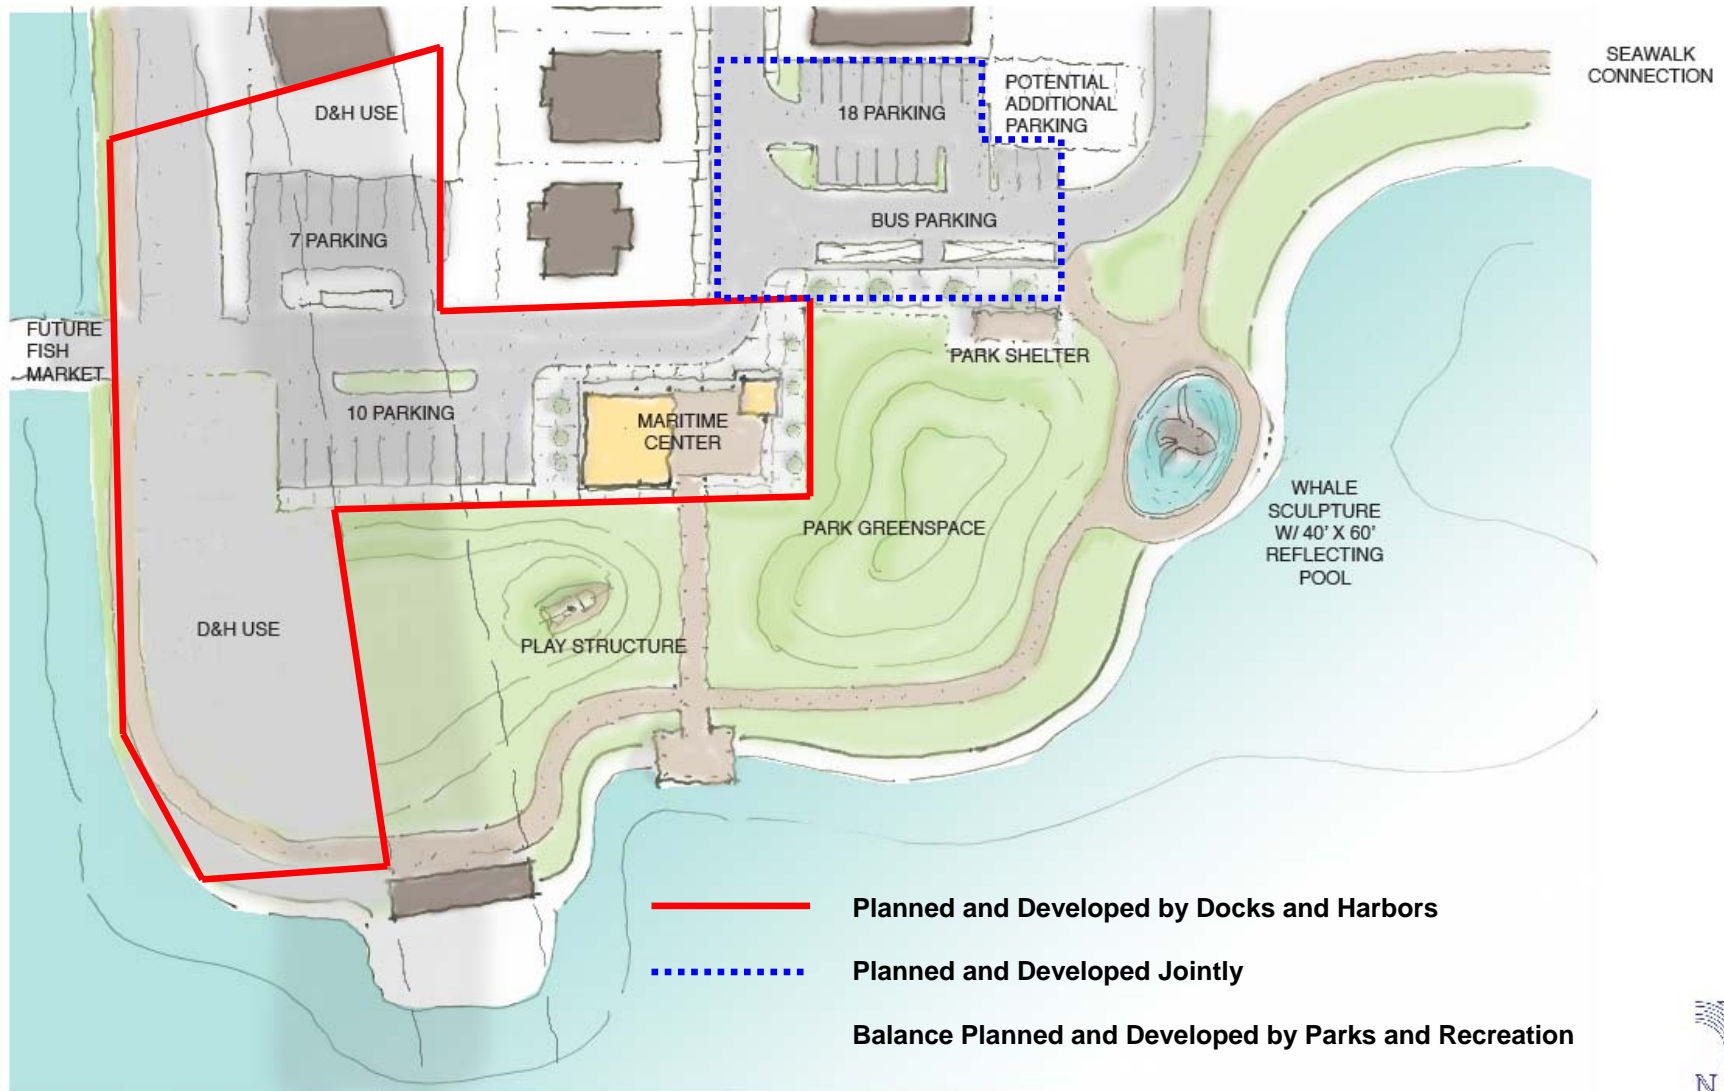 SEAWALK
CONNECTION
POTENTIAL
ADDITIONAL
PARKING
D&H USE
18 PARKING
7 PARKING
BUS PARKING
FUTURE
FISH
MARKET
PARK SHELTER
10 PARKING
MARITIME
CENTER
WHALE
SCULPTURE
W/ 40' X 60'
REFLECTING
POOL
PARK GREENSPACE
D&H USE
PLAY STRUCTURE
Planned and Developed by Docks and Harbors
Planned and Developed Jointly
Balance Planned and Developed by Parks and Recreation
N